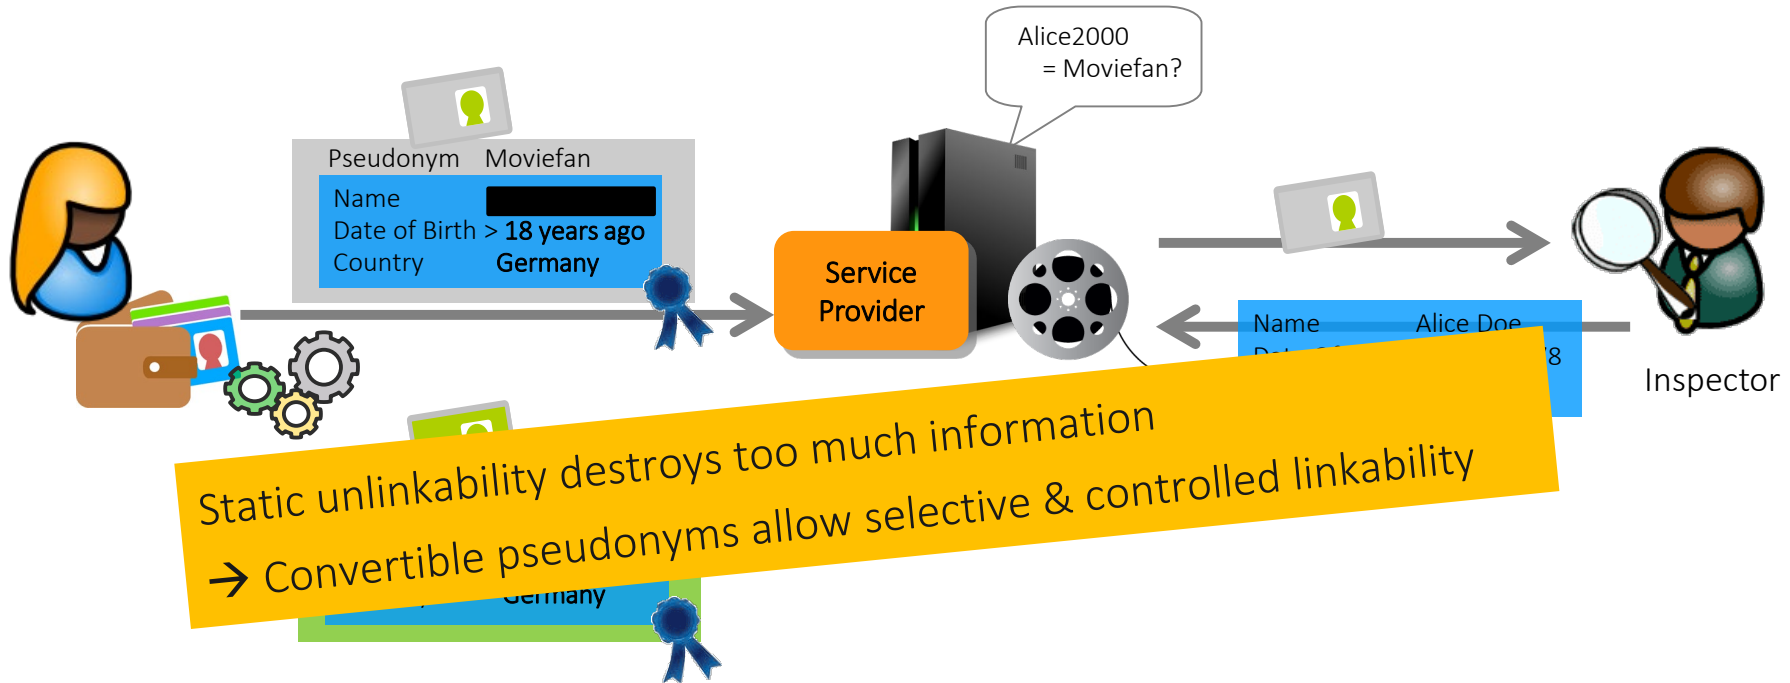 Alice2000
= Moviefan?
Pseudonym Moviefan
Name
Date of Birth > 18 years ago
Country Germany
Service
Provider
Name Alice Doe
Inspector
Static unlinkability destroys too much information
→ Convertible pseudonyms allow selective & controlled linkability
Germany